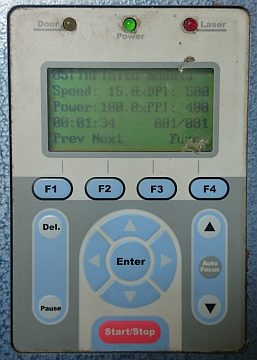 Door Laser
Power
Speed: 15.0%DPI: 500
Power:100.0%PPI: 400
00:01:34 001/001
Prev Next
F1 F2 F3 F4
Del.
Enter
Auto Focus
Pause
Start/Stop